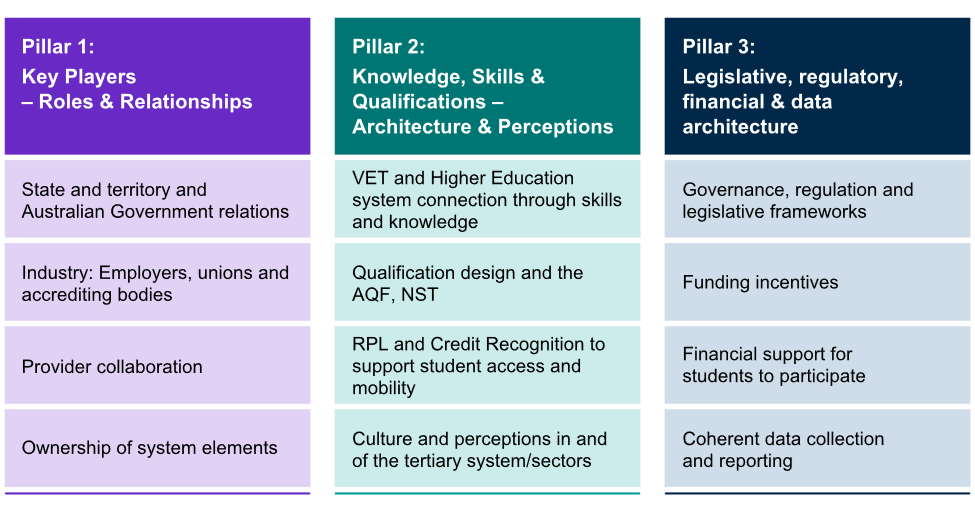 Pillar 1:
Key Players
– Roles & Relationships
State and territory and
Australian Government relations
Industry: Employers, unions and
accrediting bodies
Provider collaboration
Ownership of system elements
Pillar 2:
Knowledge, Skills &
Qualifications –
Architecture & Perceptions
VET and Higher Education
system connection through skills
and knowledge
Qualification design and the
AQF, NST
RPL and Credit Recognition to
support student access and
mobility
Culture and perceptions in and
of the tertiary system/sectors
Pillar 3:
Legislative, regulatory,
financial & data
architecture
Governance, regulation and
legislative frameworks
Funding incentives
Financial support for
students to participate
Coherent data collection
and reporting